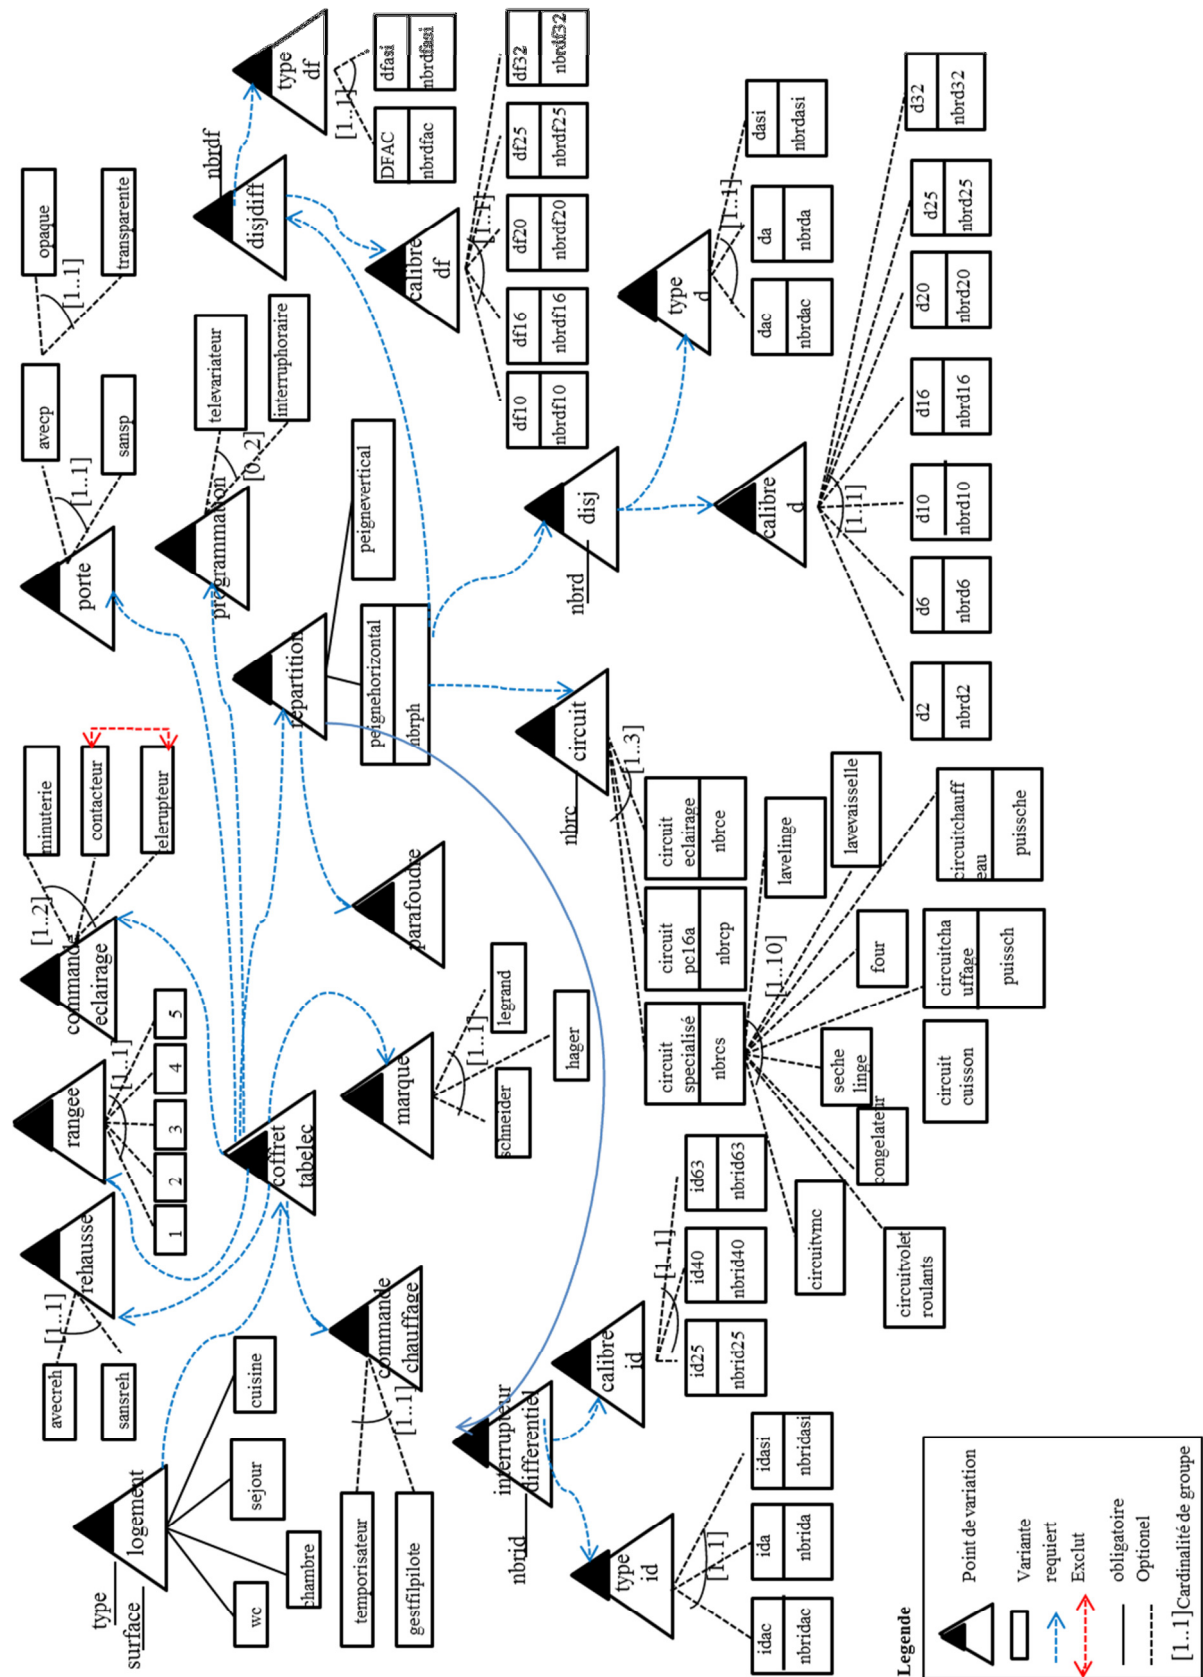 type
surface
logement
wc
chambre
sejour
cuisine
avecreh
sansreh
[1..1]
rehausse
rangee
[1..1]
1
2
3
4
5
commande
eclairage
[1..2]
minuterie
contacteur
telerupteur
porte
[1..1]
avecp
sansp
opaque
transparente
[1..1]
programmation
[0..2]
televariateur
interruphoraire
coffret
tabelec
commande
chauffage
[1..1]
temporisateur
gestfilpilote
marque
[1..1]
schneider
hager
legrand
parafoudre
repartition
peignehorizontal
nbrph
peignevertical
nbrdf
disjdiff
type
df
[1..1]
DFAC
nbrdfac
dfasi
nbrdfasi
calibre
df
[1..1]
df10
nbrdf10
df16
nbrdf16
df20
nbrdf20
df25
nbrdf25
df32
nbrdf32
nbrid
interrupteur
differentiel
type
id
[1..1]
idac
nbridac
ida
nbrida
idasi
nbridasi
calibre
id
[1..1]
id25
nbrid25
id40
nbrid40
id63
nbrid63
nbrc
circuit
[1..3]
circuit
specialisé
nbrcs
circuit
pc16a
nbrcp
circuit
eclairage
nbrce
[1..10]
circuitvmc
circuitvolet
roulants
congelateur
seche
linge
circuit
cuisson
circuitcha
uffage
puissch
four
circuitchauff
eau
puissche
lavevaisselle
lavelinge
nbrd
disj
type
d
[1..1]
dac
nbrdac
da
nbrda
dasi
nbrdasi
calibre
d
[1..1]
d2
nbrd2
d6
nbrd6
d10
nbrd10
d16
nbrd16
d20
nbrd20
d25
nbrd25
d32
nbrd32
Legende
Point de variation
Variante
requiert
Exclut
obligatoire
Optionel
[1..1] Cardinalité de groupe